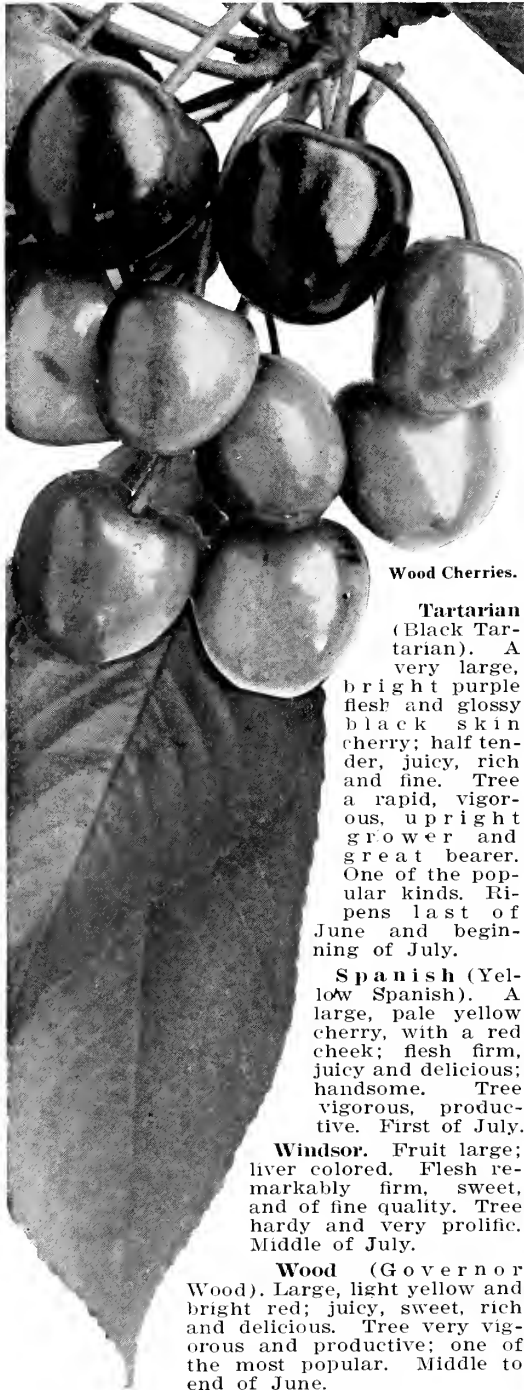 Wood Cherries.
Tartarian
(Black Tar-
tarian). A
very large,
bright purple
flesh and glossy
black skin
cherry; half ten-
der, juicy, rich
and fine. Tree
a rapid, vigor-
ous, upright
grower and
great bearer.
One of the pop-
ular kinds. Ri-
pens last of
June and begin-
ning of July.
Spanish (Yel-
low Spanish). A
large, pale yellow
cherry, with a red
cheek; flesh firm,
juicy and delicious;
handsome. Tree
vigorous, produc-
tive. First of July.
Windsor. Fruit large;
liver colored. Flesh re-
markably firm, sweet,
and of fine quality. Tree
hardy and very prolific.
Middle of July.
Wood (Governor
Wood). Large, light yellow and
bright red; juicy, sweet, rich
and delicious. Tree very vig-
orous and productive; one of
the most popular. Middle to
end of June.